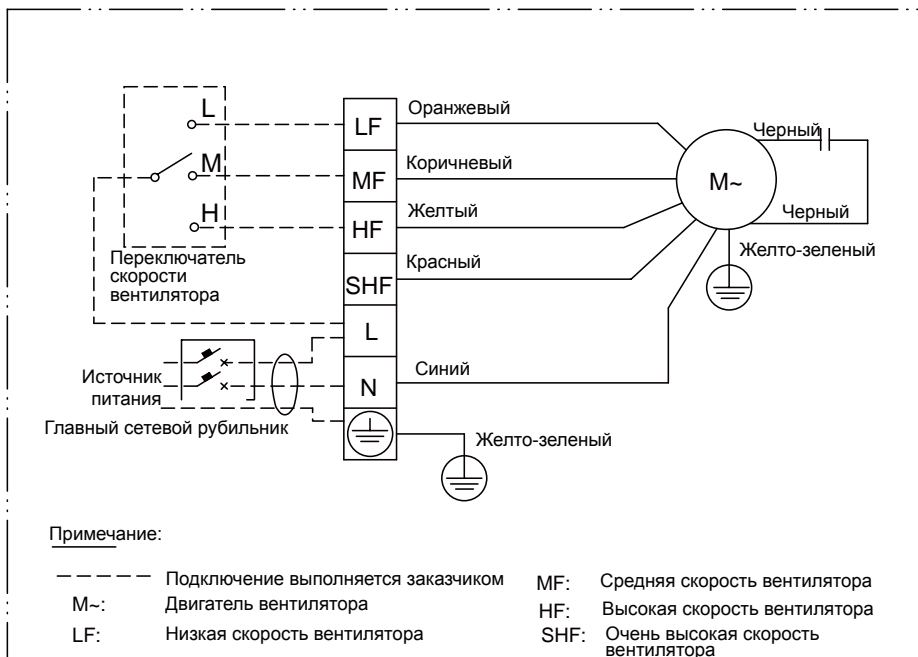 L
M
H
Переключатель
скорости
вентилятора
LF
MF
HF
SHF
L
N
Оранжевый
Коричневый
Желтый
Красный
Синий
M~
Черный
Черный
Желто-зеленый
Источник
питания
Главный сетевой рубильник
Желто-зеленый
Примечание:
Подключение выполняется заказчиком
M~: Двигатель вентилятора
LF: Низкая скорость вентилятора
MF: Средняя скорость вентилятора
HF: Высокая скорость вентилятора
SHF: Очень высокая скорость
вентилятора